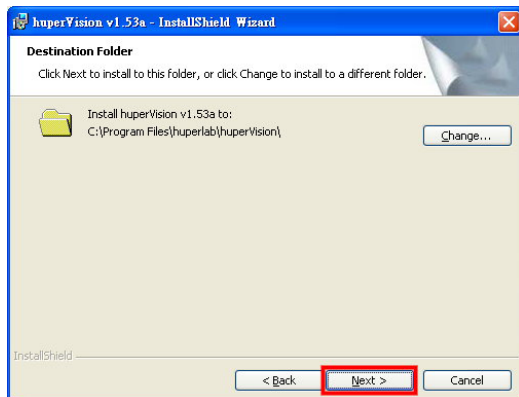 huperVision v1.53a - InstallShield Wizard
Destination Folder
Click Next to install to this folder, or click Change to install to a different folder.
Install huperVision v1.53a to:
C:\Program Files\huperlab\huperVision\
Change...
InstallShield
< Back
Next >
Cancel